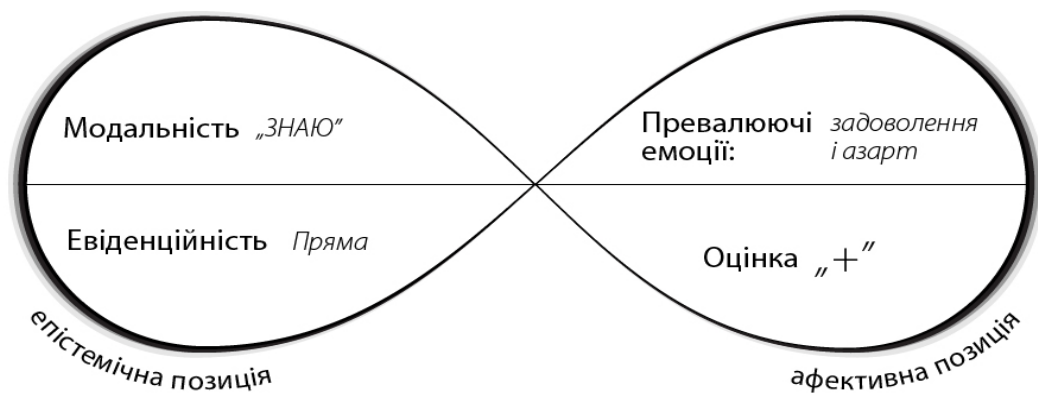 Модальність „ЗНАЮ”
Евіденційність Пряма
епістемічна позиція
Превалюючі задоволення
емоції: і азарт
Оцінка „+”
афективна позиція